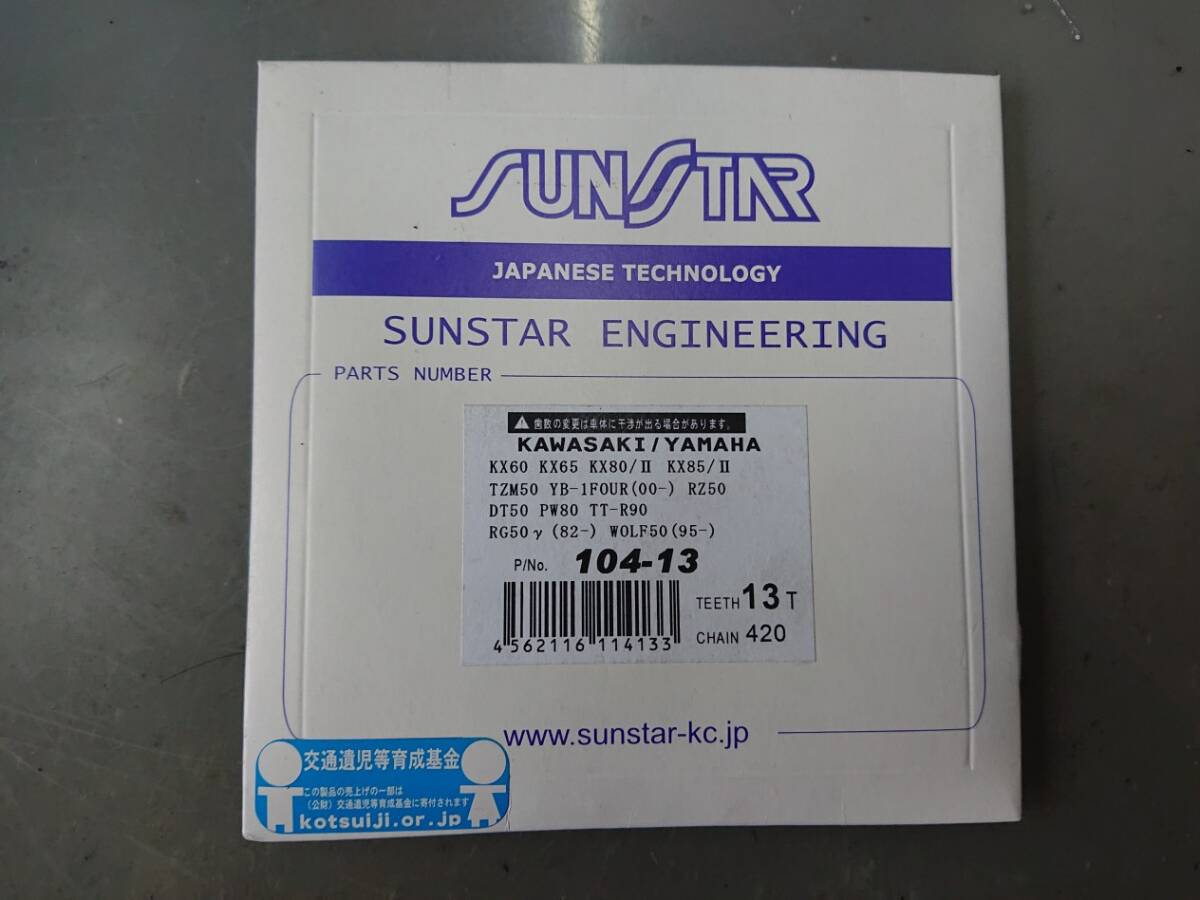 SUNSTAR
JAPANESE TECHNOLOGY
SUNSTAR ENGINEERING
PARTS NUMBER
歯数の変更は車体に干渉が出る場合があります。
KAWASAKI/YAMAHA
KX60 KX65 KX80/Ⅱ KX85/Ⅱ
TZM50 YB-1FOUR(00-) RZ50
DT50 PW80 TT-R90
RG50γ(82-) WOLF50(95-)
P/No. 104-13
TEETH 13 T
CHAIN 420
4 562116 114133
www.sunstar-kc.jp
交通遺児等育成基金
この製品の売上げの一部は
(公財)交通遺児等育成基金に寄付されます
kotsuiji.or.jp